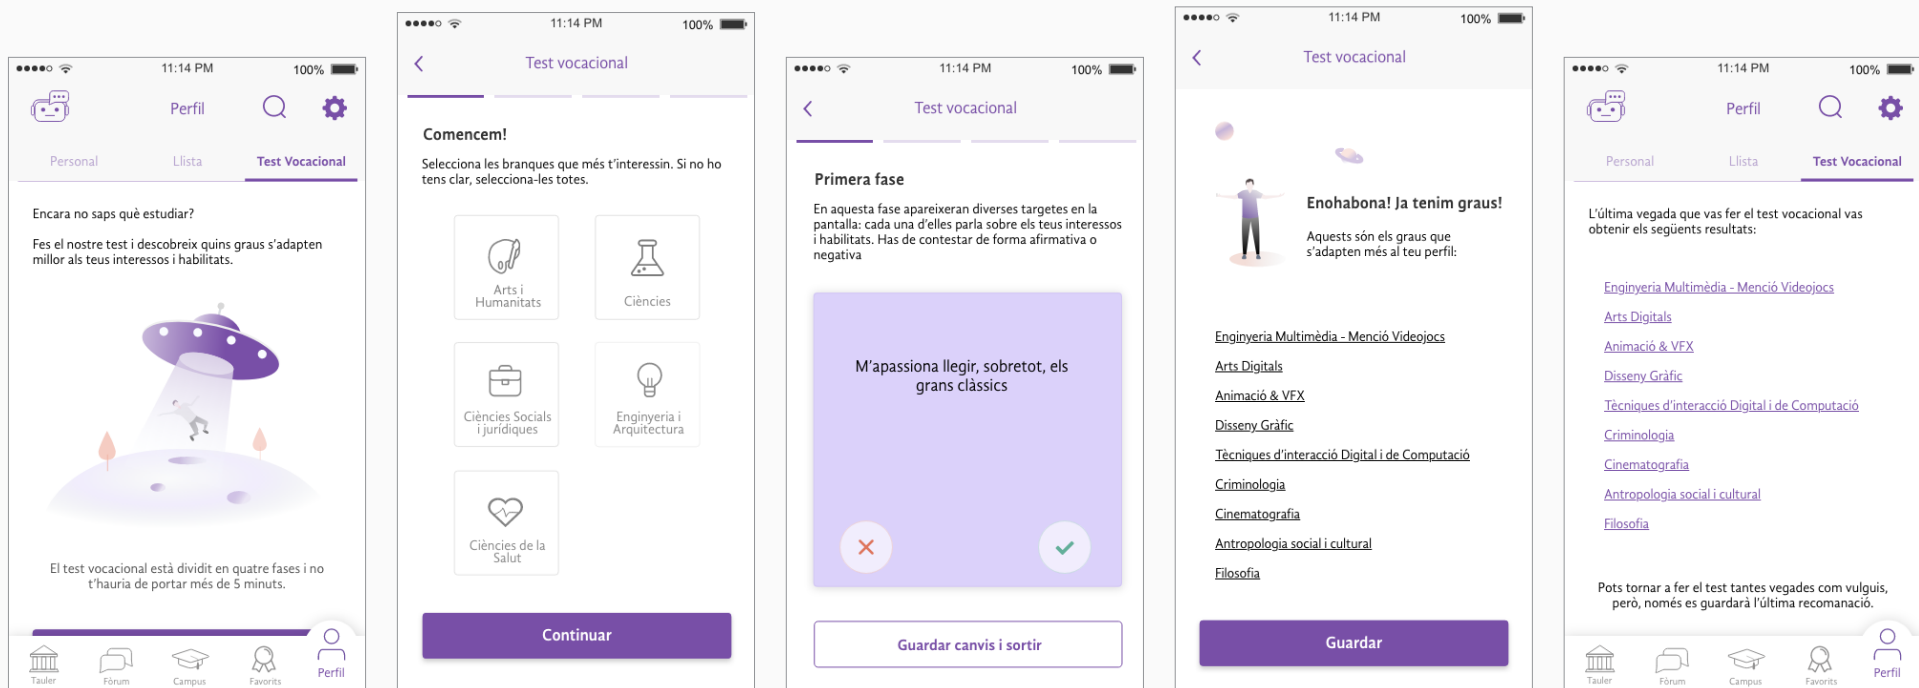 11:14 PM
100%
Perfil
Personal
Llista
Test Vocacional
Encara no saps què estudiar?
Fes el nostre test i descobreix quins graus s'adapten
millor als teus interessos i habilitats.
El test vocacional està dividit en quatre fases i no
t'hauria de portar més de 5 minuts.
Tauler
Fòrum
Campus
Favorits
Perfil
11:14 PM
100%
Test vocacional
Comencem!
Selecciona les branques que més t'interessin. Si no ho
tens clar, selecciona-les totes.
Arts i
Humanitats
Ciències
Ciències Socials
i jurídiques
Enginyeria i
Arquitectura
Ciències de la
Salut
Continuar
11:14 PM
100%
Test vocacional
Primera fase
En aquesta fase apareixeran diverses targetes en la
pantalla: cada una d'elles parla sobre els teus interessos
i habilitats. Has de contestar de forma afirmativa o
negativa
M'apassiona llegir, sobretot, els
grans clàssics
Guardar canvis i sortir
11:14 PM
100%
Test vocacional
Enohabona! Ja tenim graus!
Aquests són els graus que
s'adapten més al teu perfil:
Enginyeria Multimèdia - Menció Videojocs
Arts Digitals
Animació & VFX
Disseny Gràfic
Tècniques d'interacció Digital i de Computació
Criminologia
Cinematografia
Antropologia social i cultural
Filosofia
Guardar
11:14 PM
100%
Perfil
Personal
Llista
Test Vocacional
L'última vegada que vas fer el test vocacional vas
obtenir els següents resultats:
Enginyeria Multimèdia - Menció Videojocs
Arts Digitals
Animació & VFX
Disseny Gràfic
Tècniques d'interacció Digital i de Computació
Criminologia
Cinematografia
Antropologia social i cultural
Filosofia
Pots tornar a fer el test tantes vegades com vulguis,
però, només es guardarà l'última recomanació.
Tauler
Fòrum
Campus
Favorits
Perfil